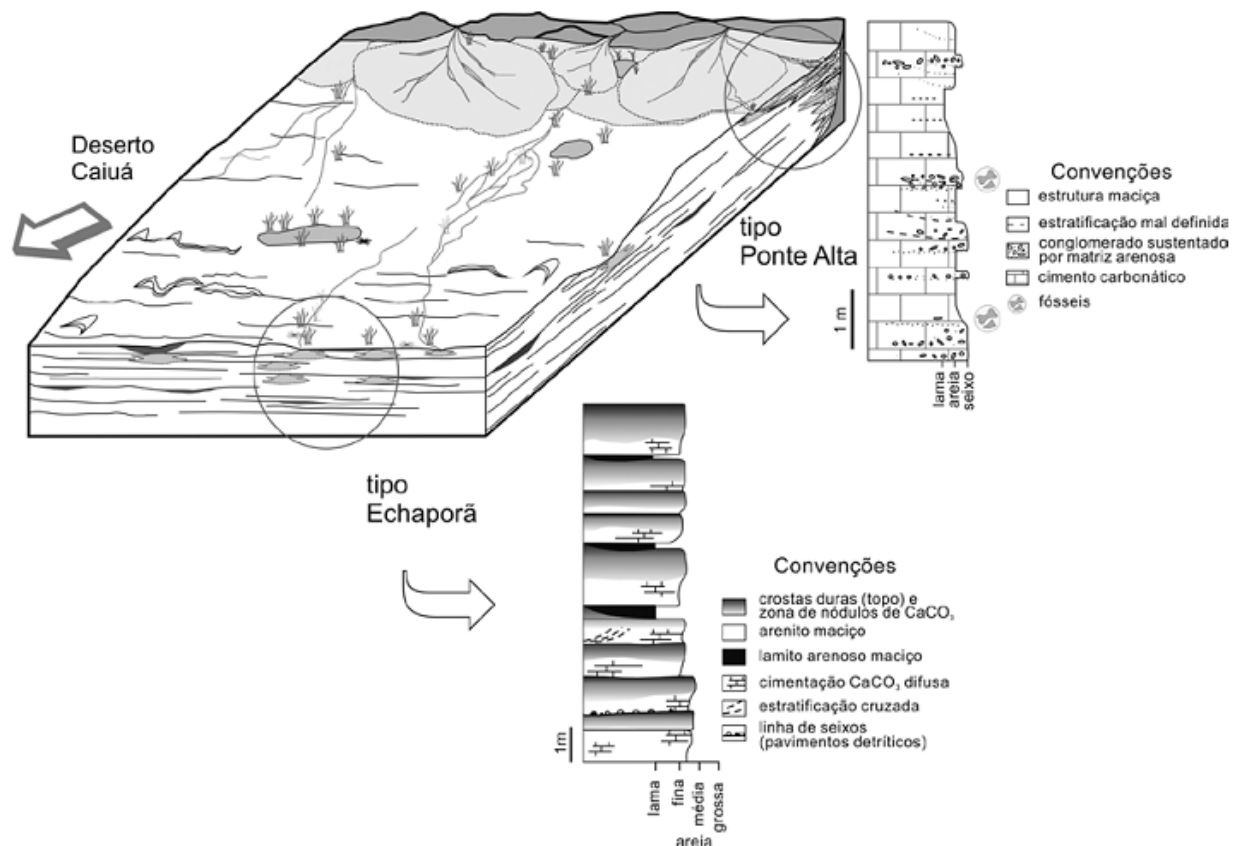 Deserto
Caiuá
tipo
Ponte Alta
1 m
lama
areia
seixo
Convenções
estrutura maciça
estratificação mal definida
conglomerado sustentado
por matriz arenosa
cimento carbonático
fósseis
tipo
Echaporã
1m
lama
fina
média
grossa
areia
Convenções
crostas duras (topo) e
zona de nódulos de CaCO₃
arenito maciço
lamito arenoso maciço
cimentação CaCO₃ difusa
estratificação cruzada
linha de seixos
(pavimentos detríticos)